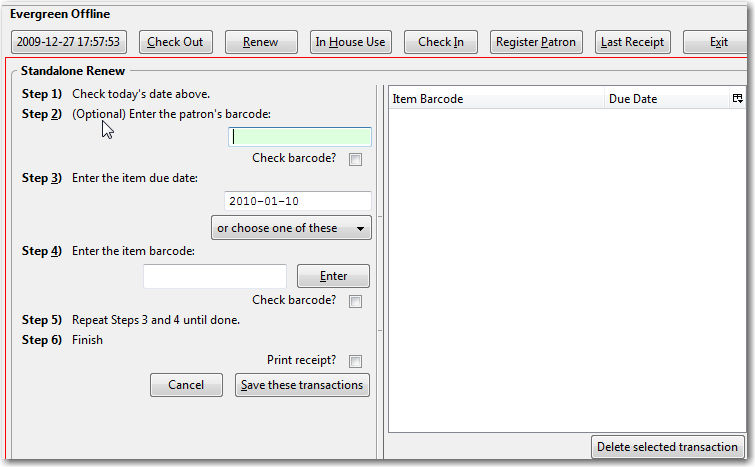 Evergreen Offline
2009-12-27 17:57:53 Check Out Renew In House Use Check In Register Patron Last Receipt Exit
Standalone Renew
Step 1) Check today's date above.
Step 2) (Optional) Enter the patron's barcode:
Check barcode?
Step 3) Enter the item due date:
2010-01-10
or choose one of these
Step 4) Enter the item barcode:
Enter
Check barcode?
Step 5) Repeat Steps 3 and 4 until done.
Step 6) Finish
Print receipt?
Cancel Save these transactions
Item Barcode Due Date
Delete selected transaction